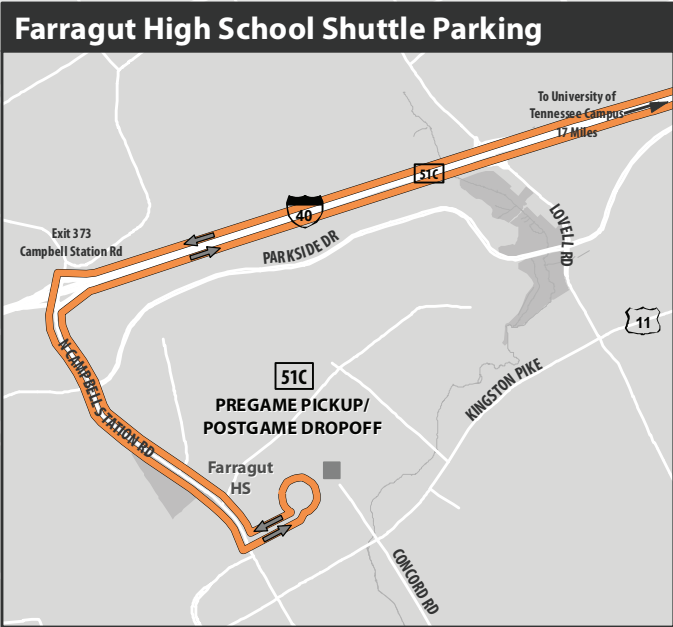 Farragut High School Shuttle Parking
To University of
Tennessee Campus
17 Miles
51C
40
Exit 373
Campbell Station Rd
PARKSIDE DR
LOVELL RD
11
N CAMPBELL STATION RD
51C
PREGAME PICKUP/
POSTGAME DROPOFF
KINGSTON PIKE
Farragut
HS
CONCORD RD